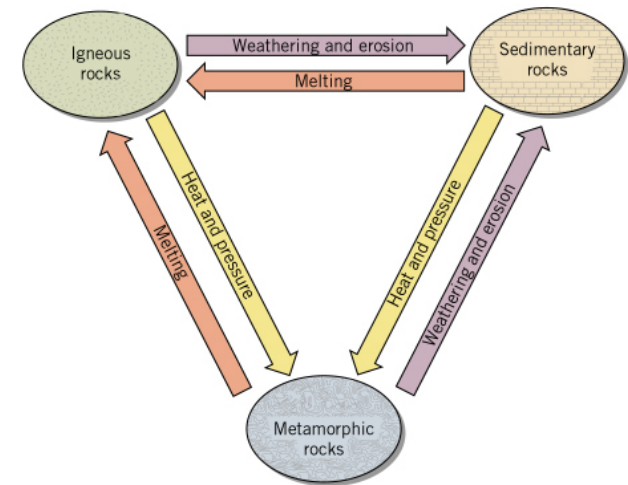 Igneous
rocks
Weathering and erosion
Sedimentary
rocks
Melting
Heat and pressure
Melting
Heat and pressure
Weathering and erosion
Metamorphic
rocks